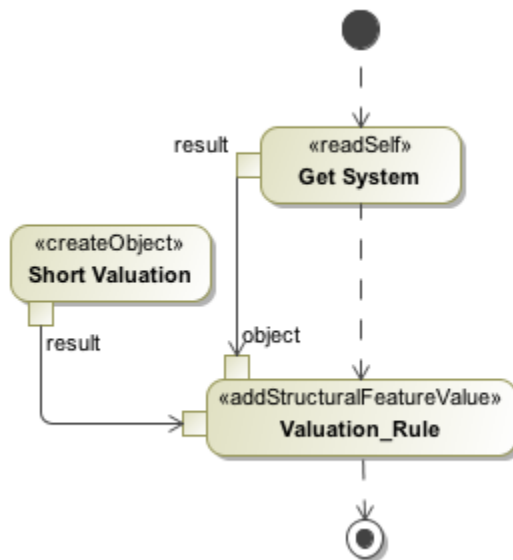 «readSelf»
Get System
result
«createObject»
Short Valuation
result
object
«addStructuralFeatureValue»
Valuation_Rule